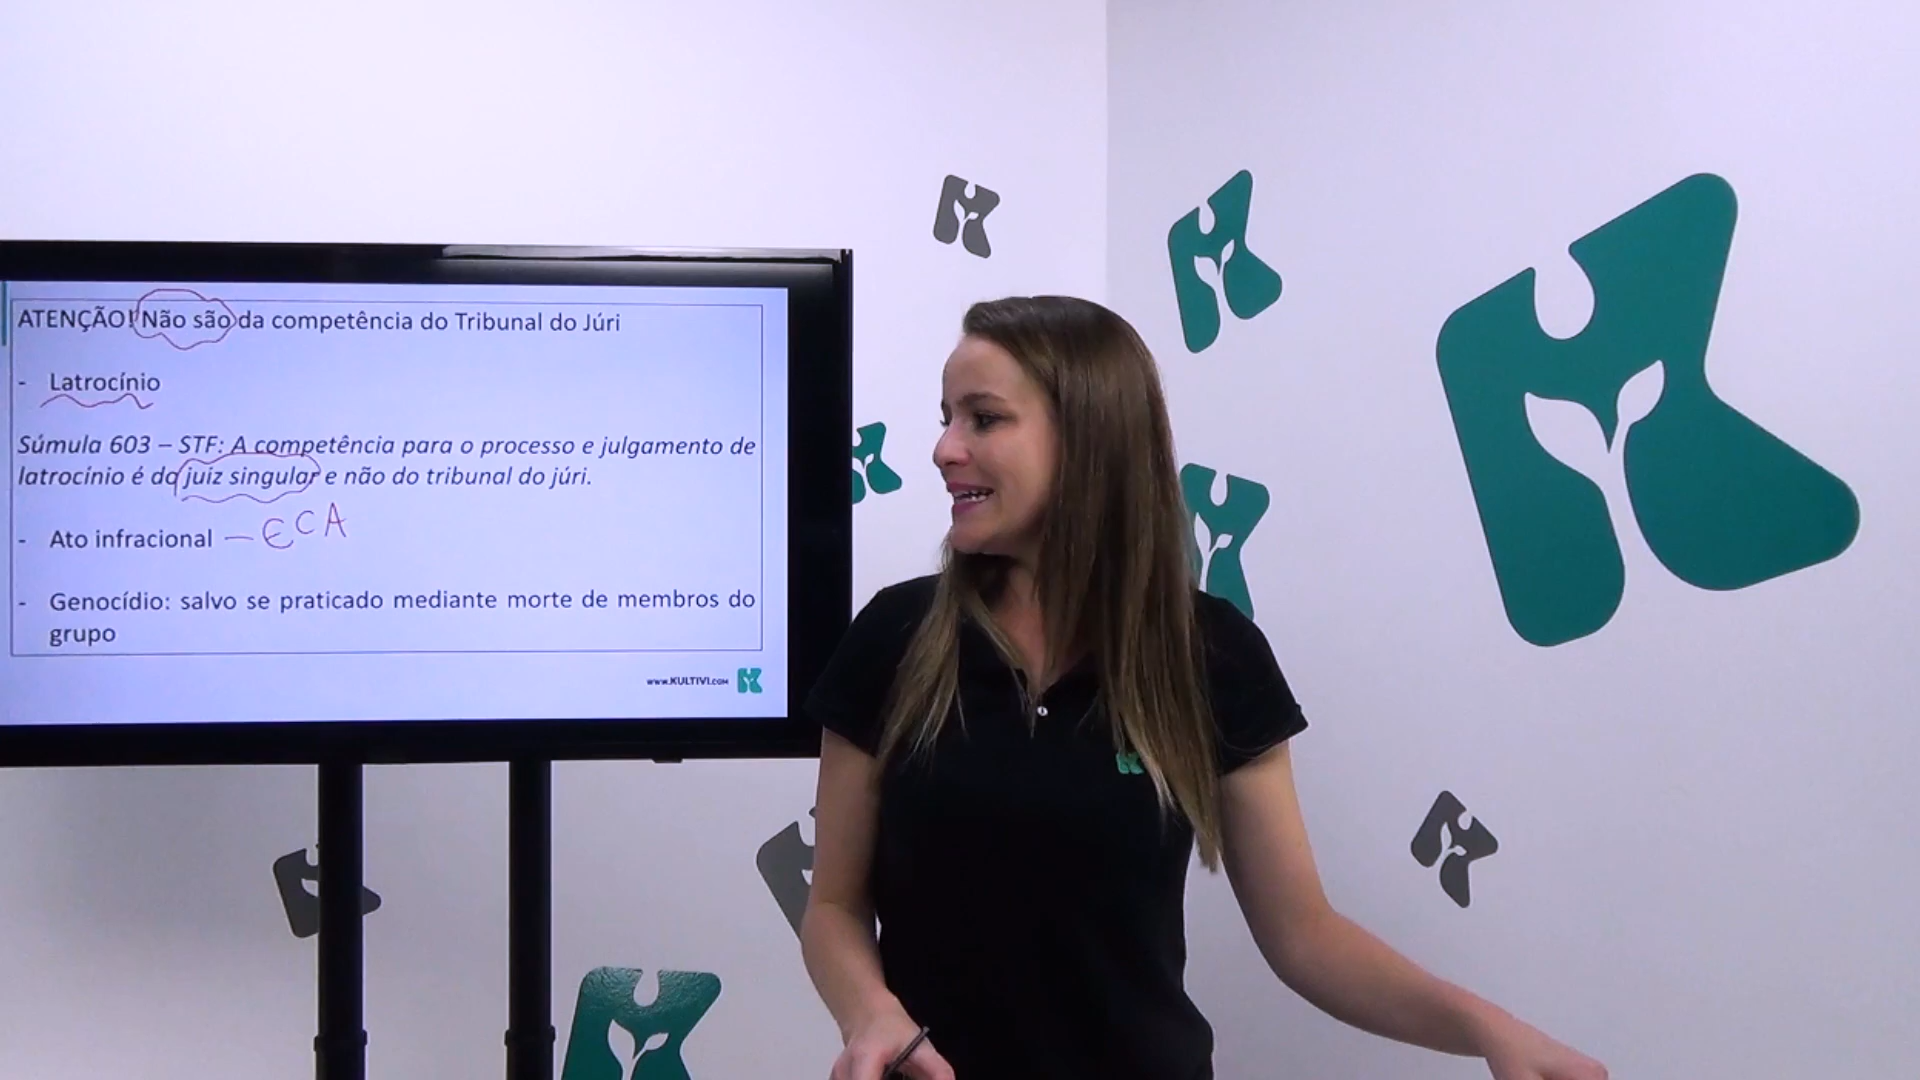 ATENÇÃO! Não são da competência do Tribunal do Júri
- Latrocínio
Súmula 603 – STF: A competência para o processo e julgamento de
latrocínio é do juiz singular e não do tribunal do júri.
- Ato infracional — ECA
- Genocídio: salvo se praticado mediante morte de membros do
grupo
www.KULTIVI.COM